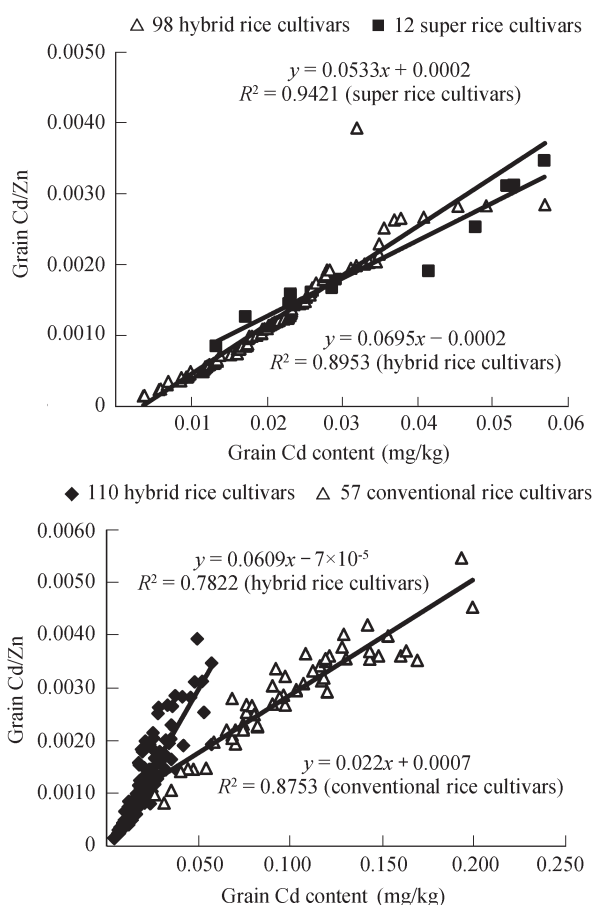 △ 98 hybrid rice cultivars ■ 12 super rice cultivars
0.0050
y = 0.0533x + 0.0002
R² = 0.9421 (super rice cultivars)
0.0040
0.0030
Grain Cd/Zn
0.0020
0.0010
y = 0.0695x − 0.0002
R² = 0.8953 (hybrid rice cultivars)
0
0.01 0.02 0.03 0.04 0.05 0.06
Grain Cd content (mg/kg)
◆ 110 hybrid rice cultivars △ 57 conventional rice cultivars
0.0060
y = 0.0609x − 7×10⁻⁵
R² = 0.7822 (hybrid rice cultivars)
0.0050
0.0040
Grain Cd/Zn
0.0030
0.0020
y = 0.022x + 0.0007
R² = 0.8753 (conventional rice cultivars)
0.0010
0
0.050 0.100 0.150 0.200 0.250
Grain Cd content (mg/kg)